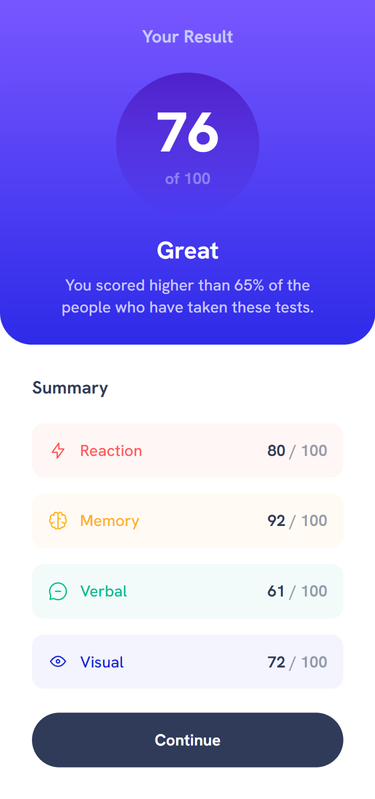 Your Result
76
of 100
Great
You scored higher than 65% of the
people who have taken these tests.
Summary
Reaction 80 / 100
Memory 92 / 100
Verbal 61 / 100
Visual 72 / 100
Continue